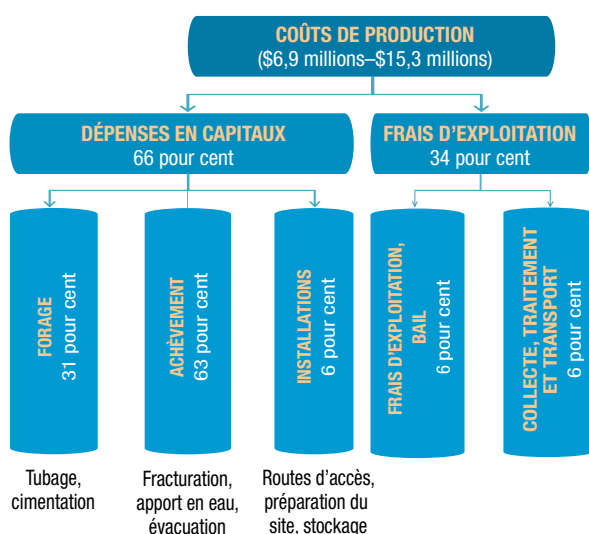 COÛTS DE PRODUCTION
($6,9 millions–$15,3 millions)
DÉPENSES EN CAPITAUX
66 pour cent
FRAIS D'EXPLOITATION
34 pour cent
FORAGE
31 pour cent
ACHÈVEMENT
63 pour cent
INSTALLATIONS
6 pour cent
FRAIS D'EXPLOITATION,
BAIL
6 pour cent
COLLECTE, TRAITEMENT
ET TRANSPORT
6 pour cent
Tubage,
cimentation
Fracturation,
apport en eau,
évacuation
Routes d'accès,
préparation du
site, stockage